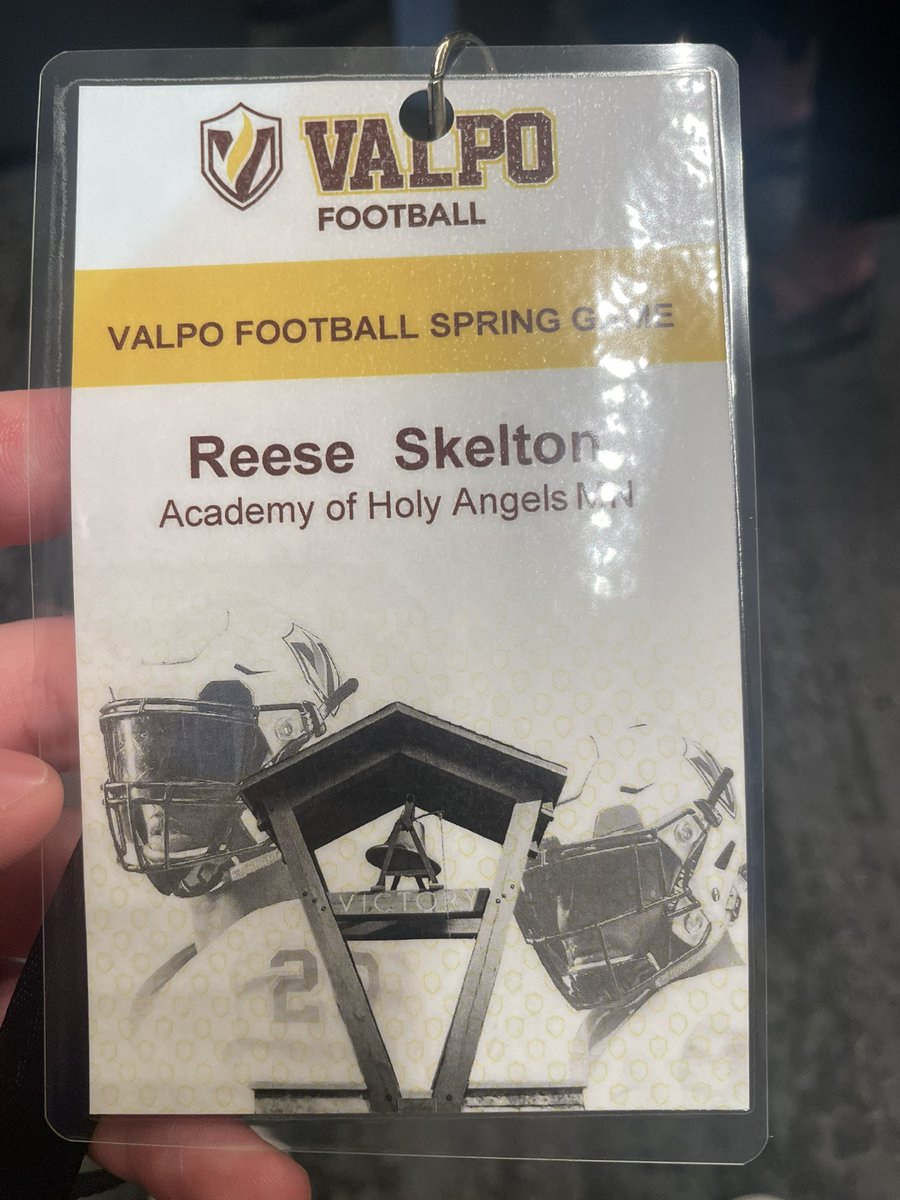 VALPO
FOOTBALL
VALPO FOOTBALL SPRING GAME
Reese Skelton
Academy of Holy Angels MN
VICTORY